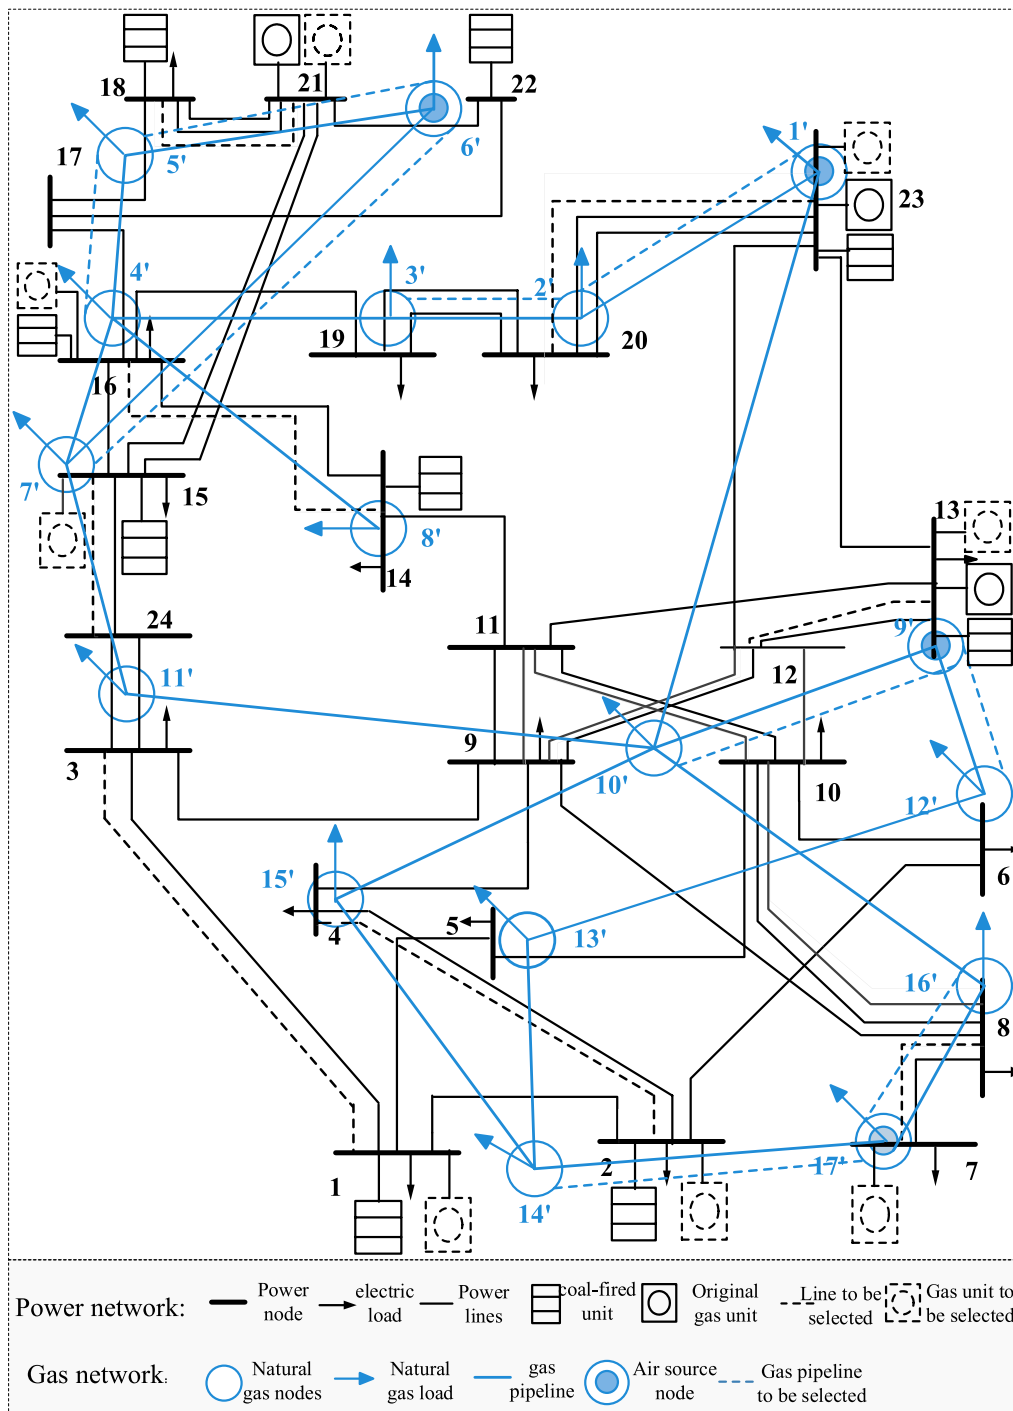 18
21
22
17
5'
6'
1'
23
4'
3'
2'
19
20
16
7'
15
8'
14
13
24
11
9'
12
11'
3
9
10'
10
12'
15'
4
5
13'
6
16'
8
1
2
17'
7
14'
Power network:
Power
node
electric
load
Power
lines
coal-fired
unit
Original
gas unit
Line to be
selected
Gas unit to
be selected
Gas network:
Natural
gas nodes
Natural
gas load
gas
pipeline
Air source
node
Gas pipeline
to be selected